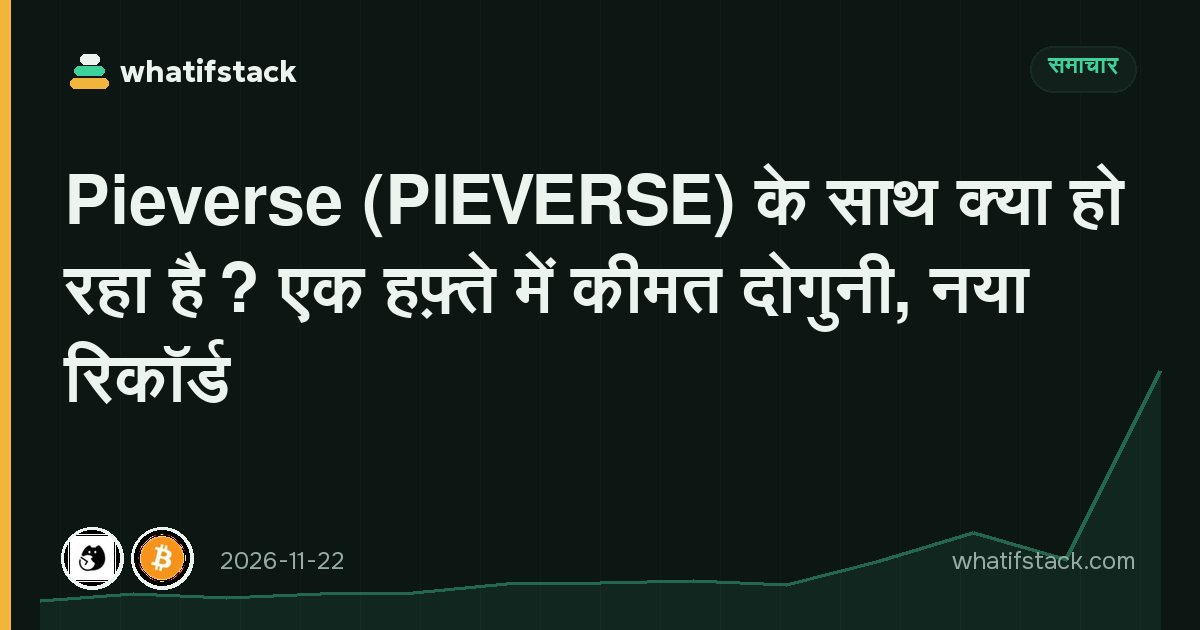 whatifstack
समाचार
Pieverse (PIEVERSE) के साथ क्या हो
रहा है ? एक हफ़्ते में कीमत दोगुनी, नया
रिकॉर्ड
2026-11-22
whatifstack.com